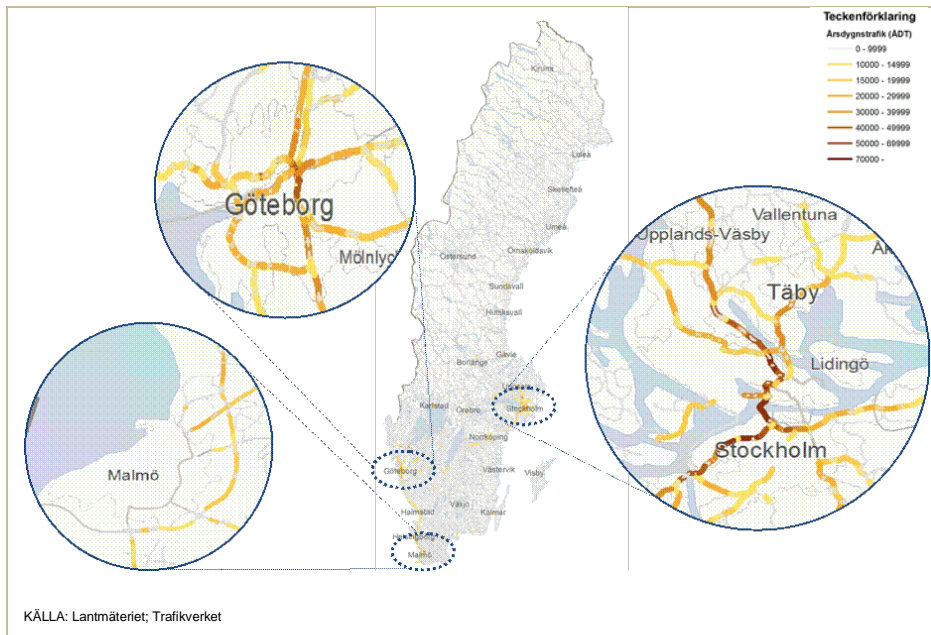 Teckenförklaring
Årsdygnstrafik (ÅDT)
0 - 9999
10000 - 14999
15000 - 19999
20000 - 29999
30000 - 39999
40000 - 49999
50000 - 69999
70000 -
Göteborg
Mölnlyc
Malmö
Vallentuna
Upplands-Väsby
Täby
Lidingö
Stockholm
Kiruna
Luleå
Skellefteå
Umeå
Örnsköldsvik
Östersund
Sundsvall
Hudiksvall
Gävle
Borlänge
Karlstad
Örebro
Stockholm
Norrköping
Göteborg
Västervik
Visby
Halmstad
Växjö
Kalmar
Helsingborg
Malmö
KÄLLA: Lantmäteriet; Trafikverket